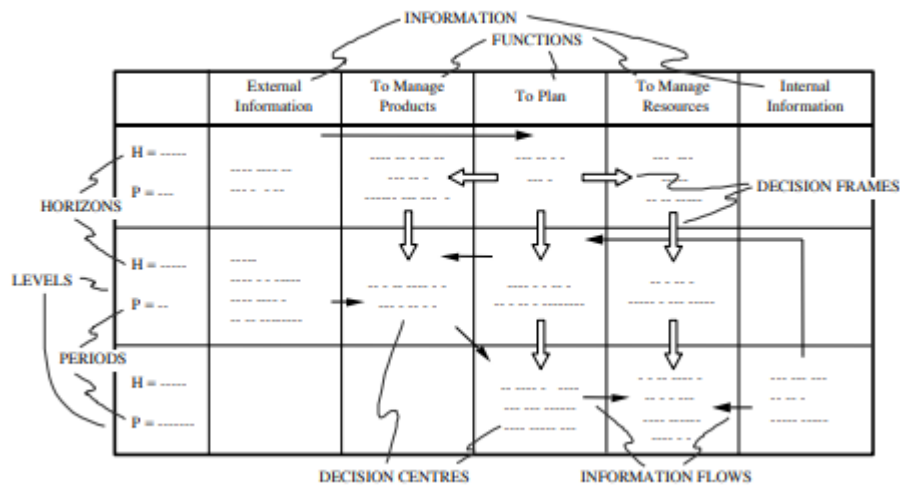 INFORMATION
FUNCTIONS
External
Information
To Manage
Products
To Plan
To Manage
Resources
Internal
Information
H = -----
P = ---
DECISION FRAMES
HORIZONS
H = -----
LEVELS
P = --
PERIODS
H = -----
P = -------
DECISION CENTRES
INFORMATION FLOWS